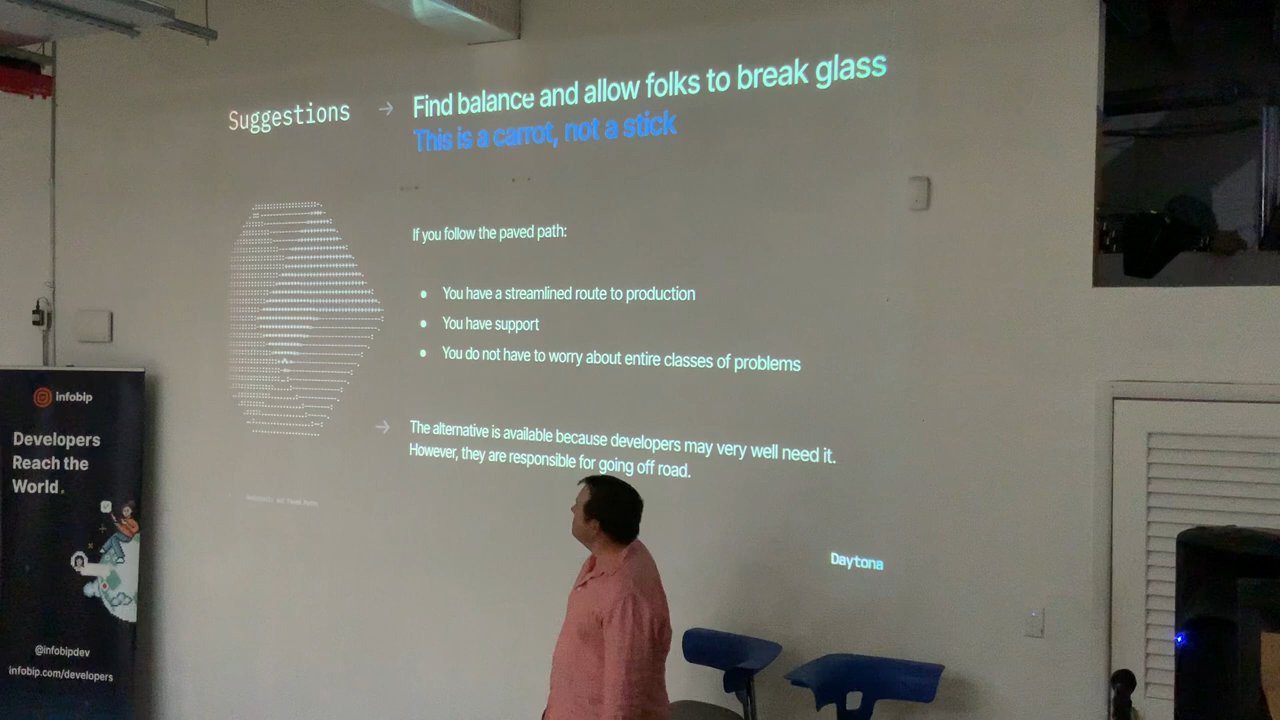 Suggestions → Find balance and allow folks to break glass
This is a carrot, not a stick
If you follow the paved path:
• You have a streamlined route to production
• You have support
• You do not have to worry about entire classes of problems
→ The alternative is available because developers may very well need it.
However, they are responsible for going off road.
Daytona
infobip
Developers
Reach the
World.
@infobipdev
infobip.com/developers